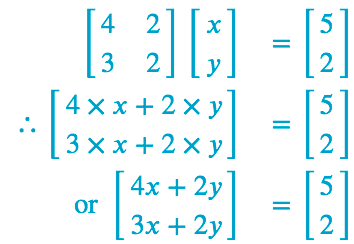 [4 2] [x] = [5]
[3 2] [y]   [2]
∴ [4 × x + 2 × y] = [5]
[3 × x + 2 × y]   [2]
or [4x + 2y] = [5]
[3x + 2y]   [2]